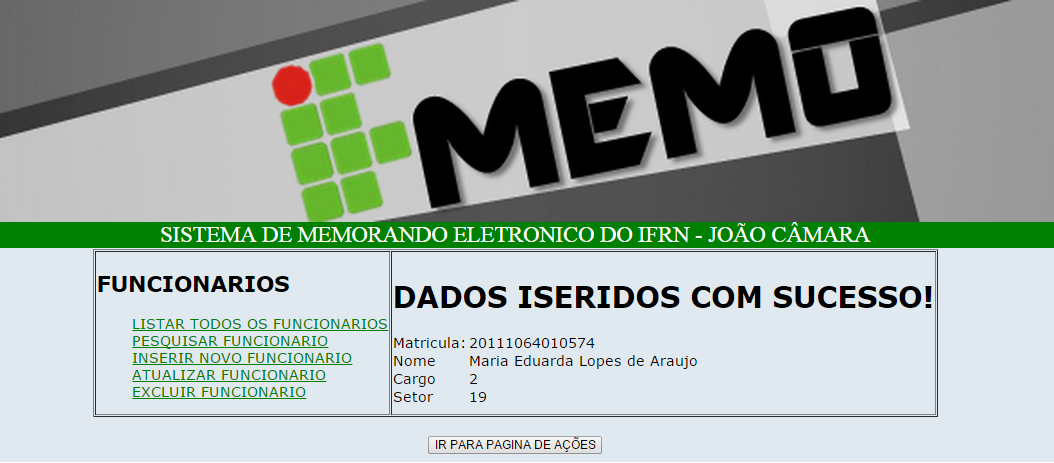 MEMO
SISTEMA DE MEMORANDO ELETRONICO DO IFRN - JOÃO CÂMARA
FUNCIONARIOS
LISTAR TODOS OS FUNCIONARIOS
PESQUISAR FUNCIONARIO
INSERIR NOVO FUNCIONARIO
ATUALIZAR FUNCIONARIO
EXCLUIR FUNCIONARIO
DADOS ISERIDOS COM SUCESSO!
Matricula: 20111064010574
Nome Maria Eduarda Lopes de Araujo
Cargo 2
Setor 19
IR PARA PAGINA DE AÇÕES